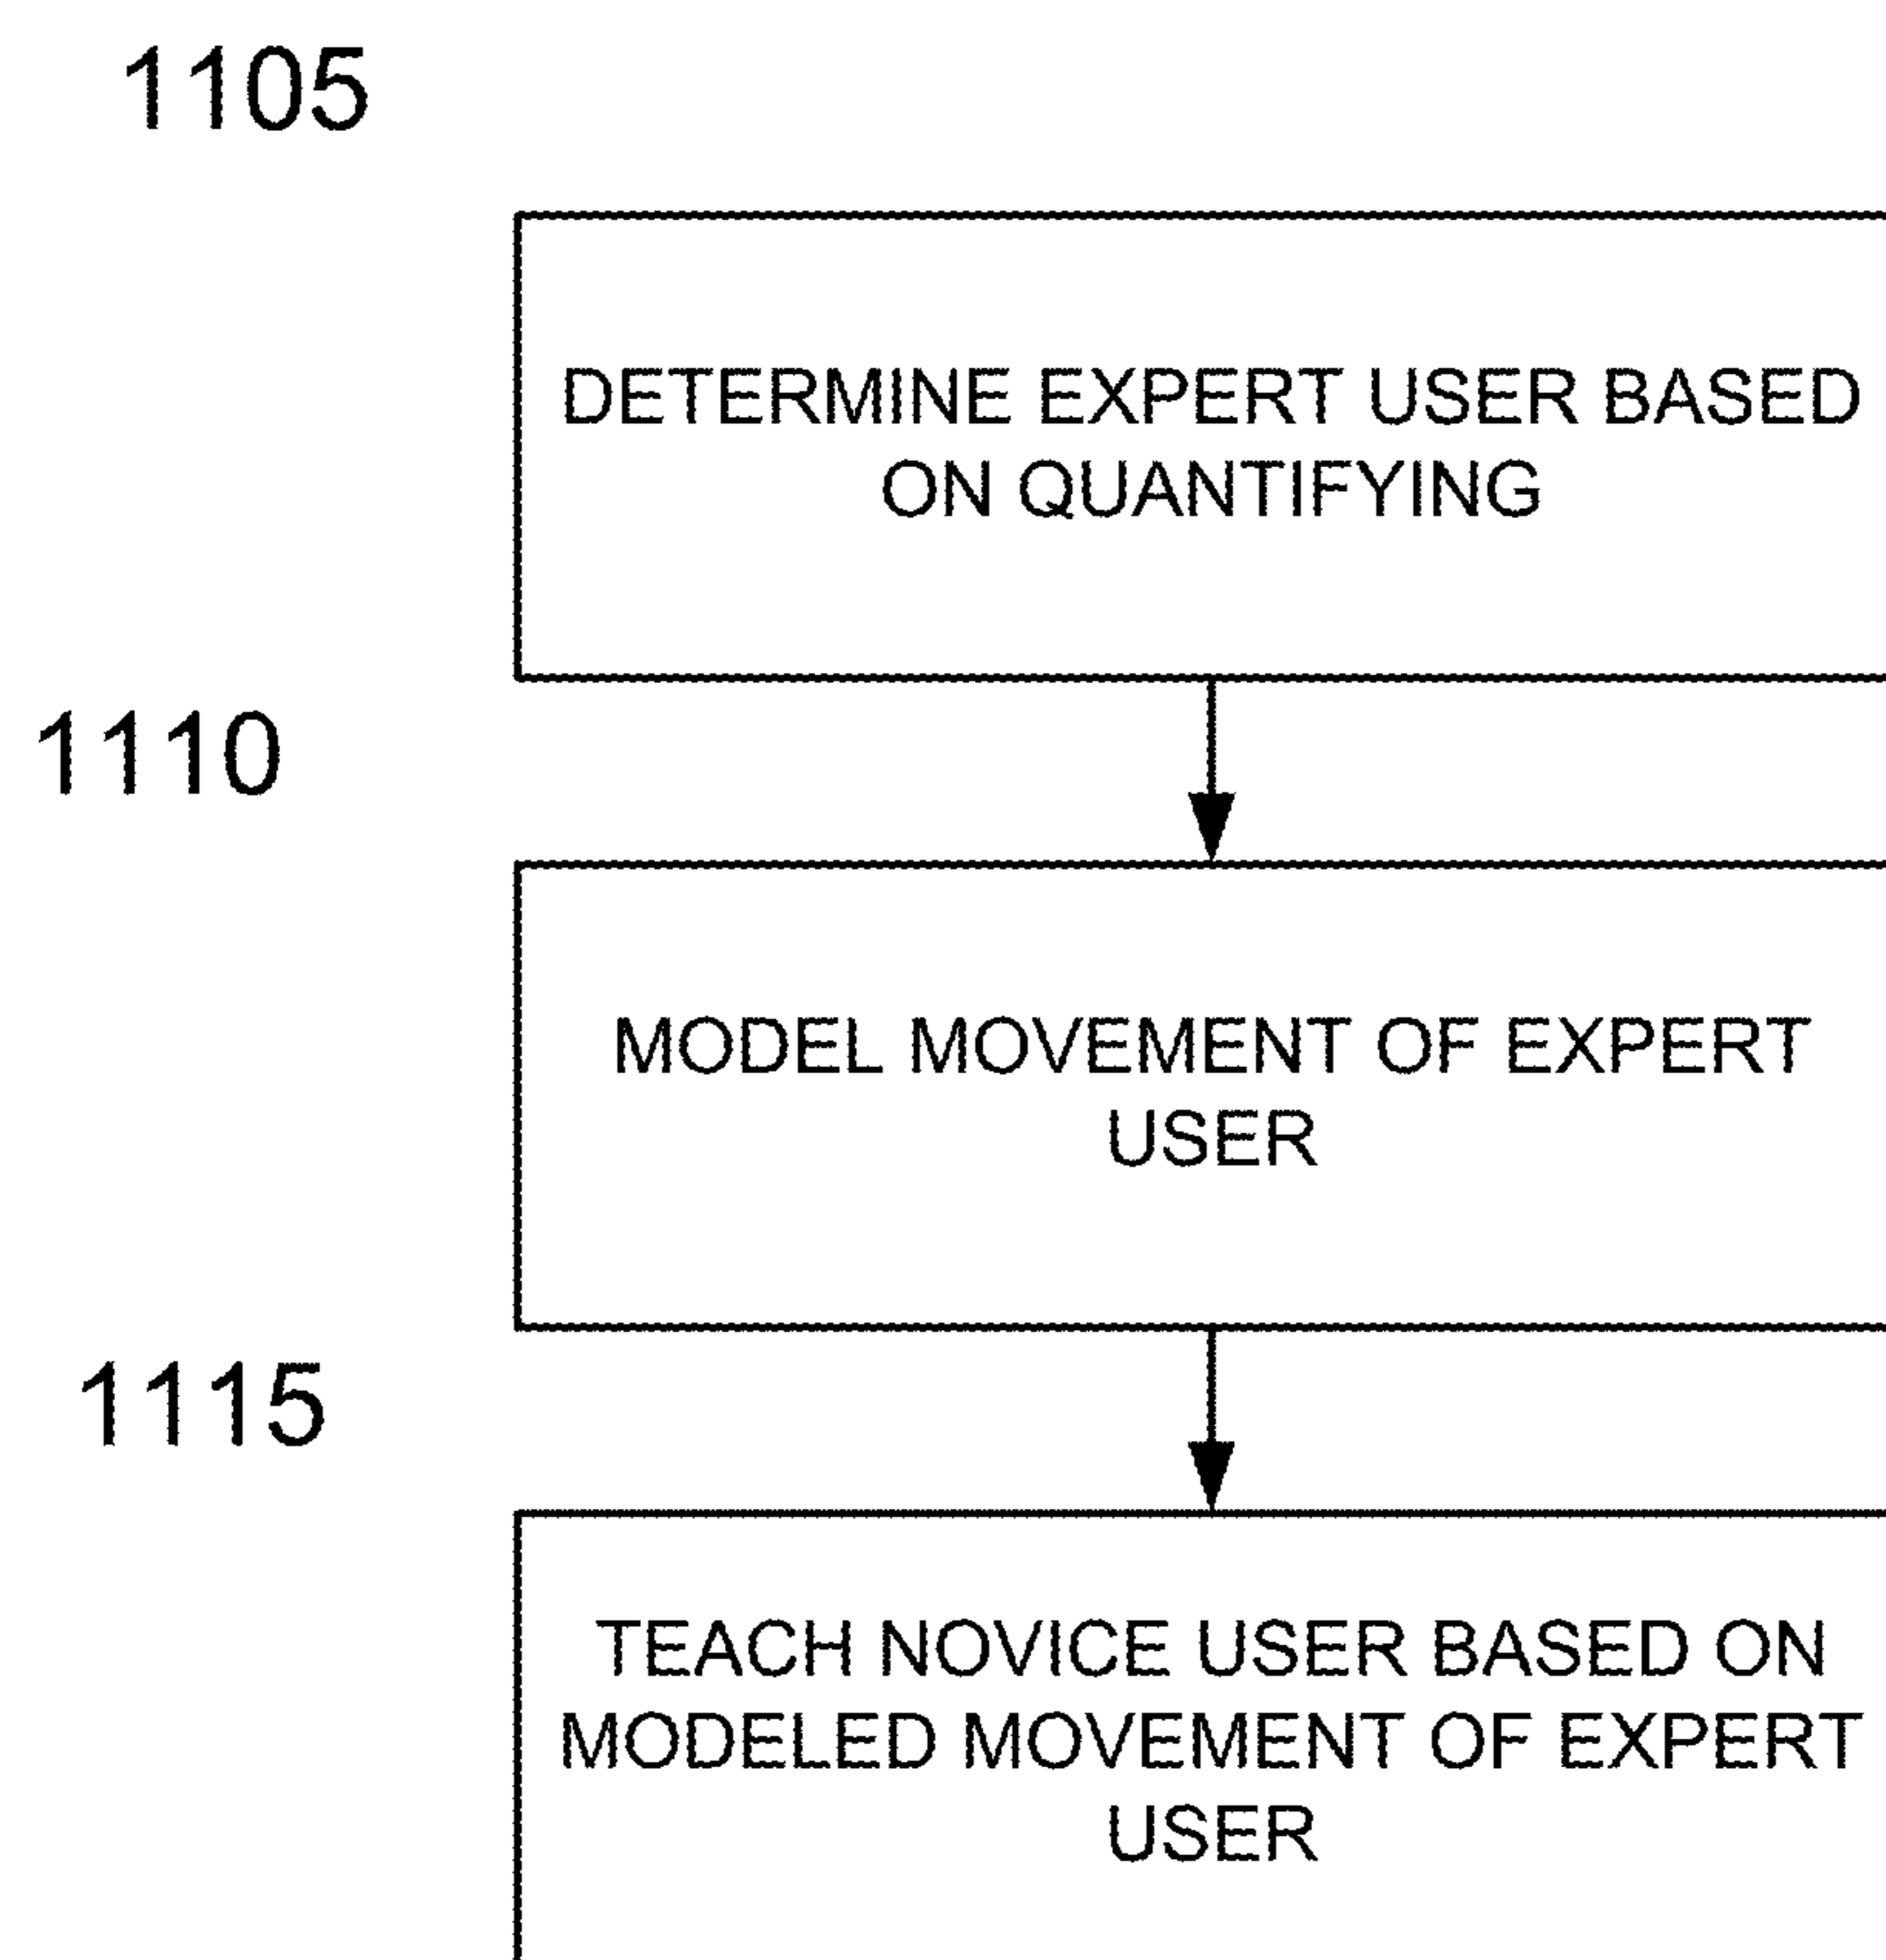 1105
DETERMINE EXPERT USER BASED
ON QUANTIFYING
1110
MODEL MOVEMENT OF EXPERT
USER
1115
TEACH NOVICE USER BASED ON
MODELED MOVEMENT OF EXPERT
USER